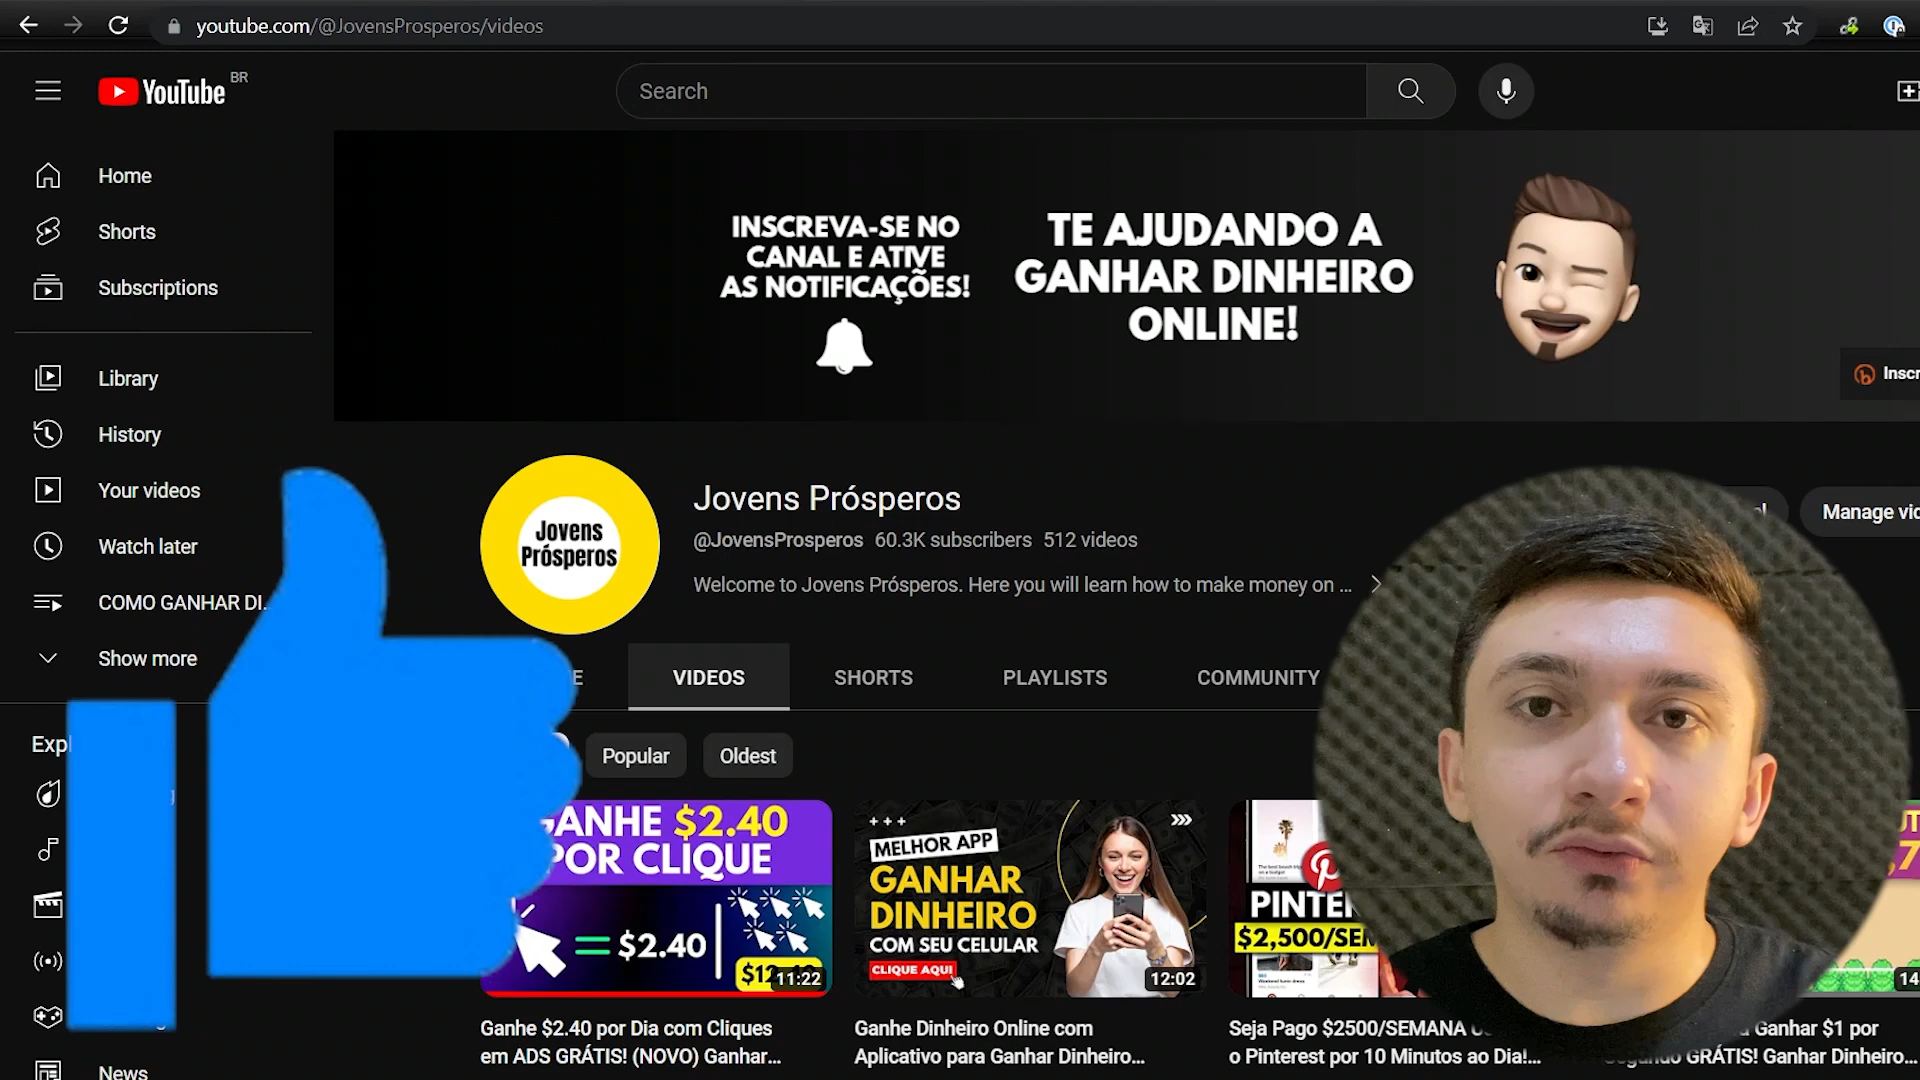 youtube.com/@JovensProsperos/videos
YouTube BR
Search
Home
Shorts
Subscriptions
Library
History
Your videos
Watch later
COMO GANHAR DI...
Show more
INSCREVA-SE NO
CANAL E ATIVE
AS NOTIFICAÇÕES!
TE AJUDANDO A
GANHAR DINHEIRO
ONLINE!
Jovens
Prósperos
Jovens Prósperos
@JovensProsperos 60.3K subscribers 512 videos
Welcome to Jovens Prósperos. Here you will learn how to make money on ...
Manage
VIDEOS
SHORTS
PLAYLISTS
COMMUNITY
Popular
Oldest
GANHE $2.40
POR CLIQUE
= $2.40
11:22
Ganhe $2.40 por Dia com Cliques
em ADS GRÁTIS! (NOVO) Ganhar...
MELHOR APP
GANHAR
DINHEIRO
COM SEU CELULAR
CLIQUE AQUI
12:02
Ganhe Dinheiro Online com
Aplicativo para Ganhar Dinheiro...
$2,500/SEM
Seja Pago $2500/SEMANA
o Pinterest por 10 Minutos ao Dia!...
Ganhar $1 por
Segundo GRÁTIS! Ganhar Dinheiro...
News